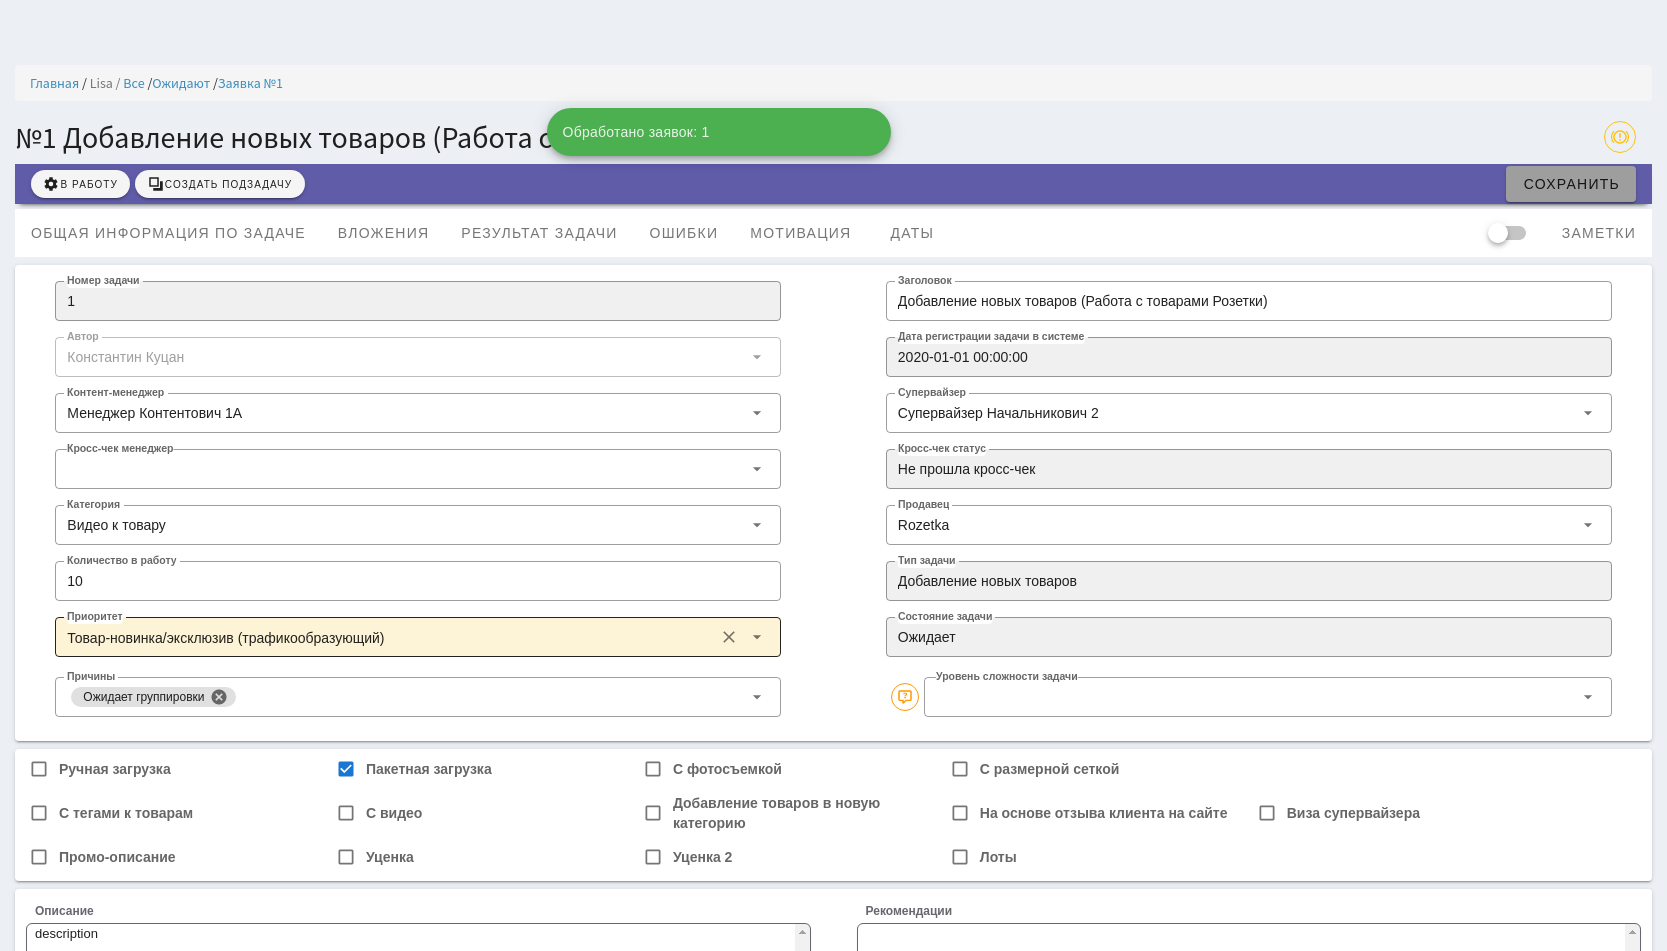 Главная / Lisa / Все /Ожидают /Заявка №1
№1 Добавление новых товаров (Работа с
Обработано заявок: 1
В РАБОТУ
СОЗДАТЬ ПОДЗАДАЧУ
СОХРАНИТЬ
ОБЩАЯ ИНФОРМАЦИЯ ПО ЗАДАЧЕ ВЛОЖЕНИЯ РЕЗУЛЬТАТ ЗАДАЧИ ОШИБКИ МОТИВАЦИЯ ДАТЫ ЗАМЕТКИ
Номер задачи
1
Заголовок
Добавление новых товаров (Работа с товарами Розетки)
Автор
Константин Куцан
Дата регистрации задачи в системе
2020-01-01 00:00:00
Контент-менеджер
Менеджер Контентович 1А
Супервайзер
Супервайзер Начальникович 2
Кросс-чек менеджер
Кросс-чек статус
Не прошла кросс-чек
Категория
Видео к товару
Продавец
Rozetka
Количество в работу
10
Тип задачи
Добавление новых товаров
Приоритет
Товар-новинка/эксклюзив (трафикообразующий)
Состояние задачи
Ожидает
Причины
Ожидает группировки
Уровень сложности задачи
Ручная загрузка
Пакетная загрузка
С фотосъемкой
С размерной сеткой
С тегами к товарам
С видео
Добавление товаров в новую
категорию
На основе отзыва клиента на сайте
Виза супервайзера
Промо-описание
Уценка
Уценка 2
Лоты
Описание
description
Рекомендации